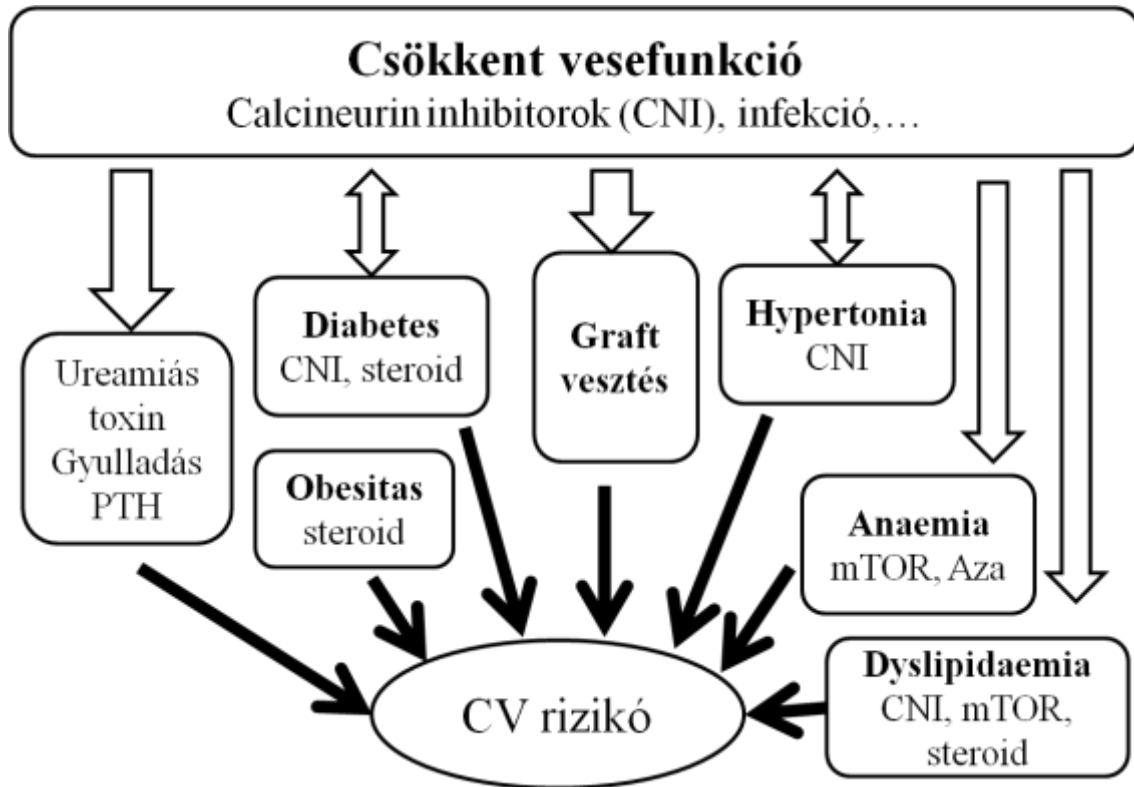 Csökkent vesefunkció
Calcineurin inhibitorok (CNI), infekció,…
Ureamiás
toxin
Gyulladás
PTH
Diabetes
CNI, steroid
Obesitas
steroid
Graft
vesztés
Hypertonia
CNI
Anaemia
mTOR, Aza
Dyslipidaemia
CNI, mTOR,
steroid
CV rizikó